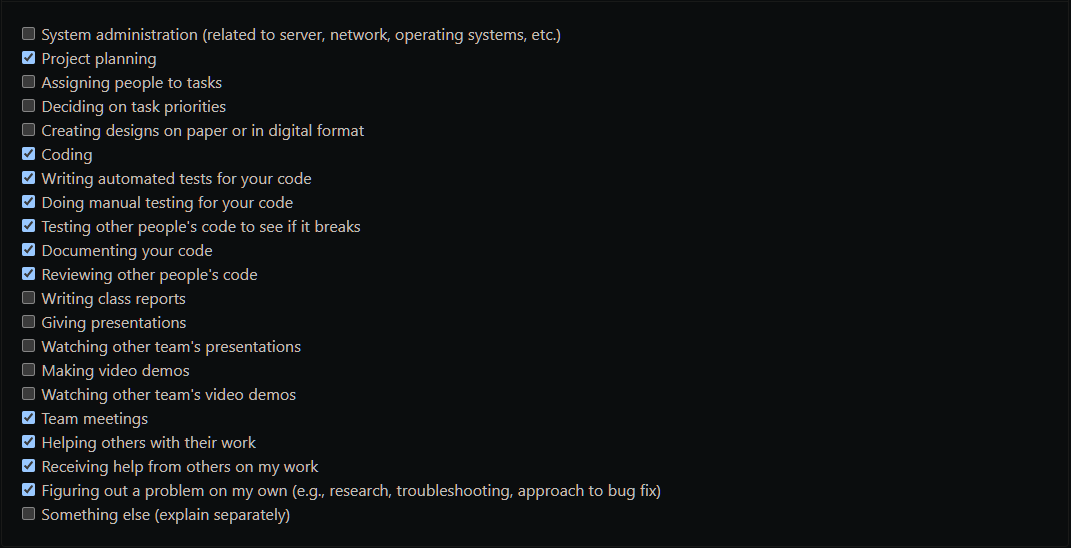 System administration (related to server, network, operating systems, etc.)
Project planning
Assigning people to tasks
Deciding on task priorities
Creating designs on paper or in digital format
Coding
Writing automated tests for your code
Doing manual testing for your code
Testing other people's code to see if it breaks
Documenting your code
Reviewing other people's code
Writing class reports
Giving presentations
Watching other team's presentations
Making video demos
Watching other team's video demos
Team meetings
Helping others with their work
Receiving help from others on my work
Figuring out a problem on my own (e.g., research, troubleshooting, approach to bug fix)
Something else (explain separately)